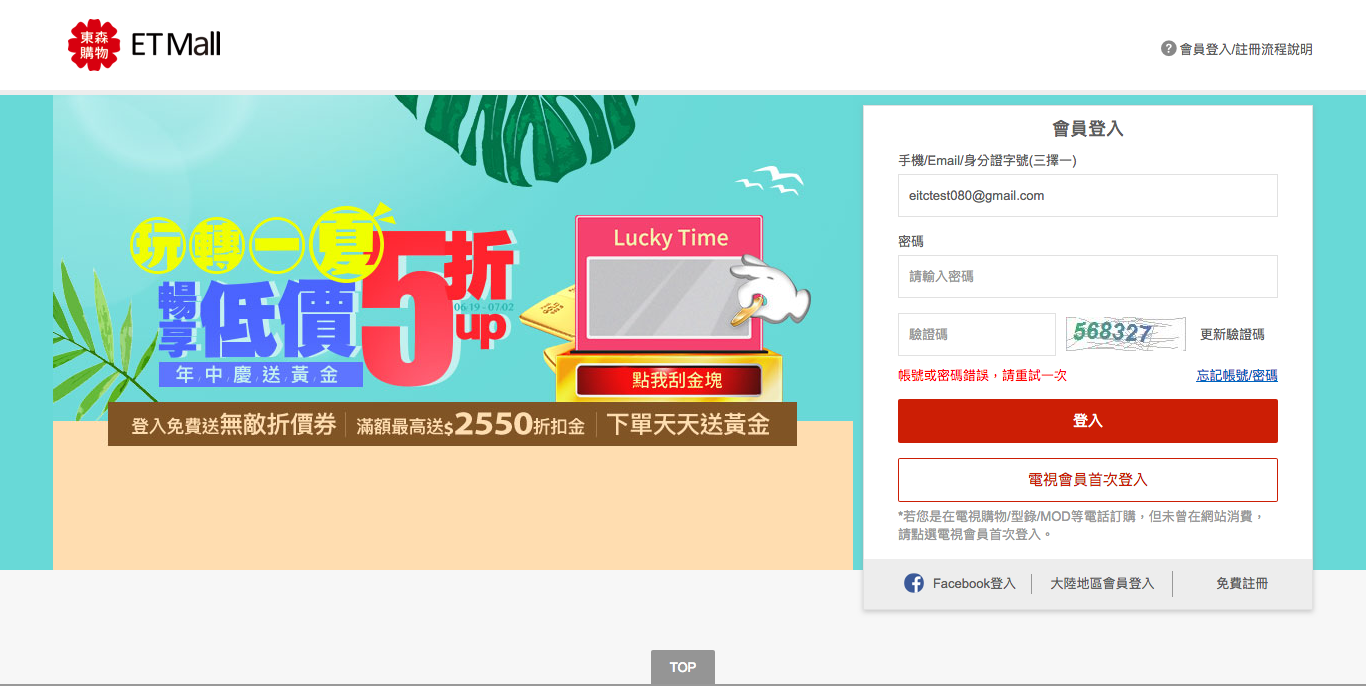 東森
購物
ET Mall
? 會員登入/註冊流程說明
玩轉一夏
暢享低價5折up
06/19 - 07/02
年中慶送黃金
Lucky Time
點我刮金塊
登入免費送無敵折價券 滿額最高送$2550折扣金 下單天天送黃金
會員登入
手機/Email/身分證字號(三擇一)
eitctest080@gmail.com
密碼
請輸入密碼
驗證碼 568327 更新驗證碼
帳號或密碼錯誤，請重試一次 忘記帳號/密碼
登入
電視會員首次登入
*若您是在電視購物/型錄/MOD等電話訂購，但未曾在網站消費，
請點選電視會員首次登入。
Facebook登入 大陸地區會員登入 免費註冊
TOP